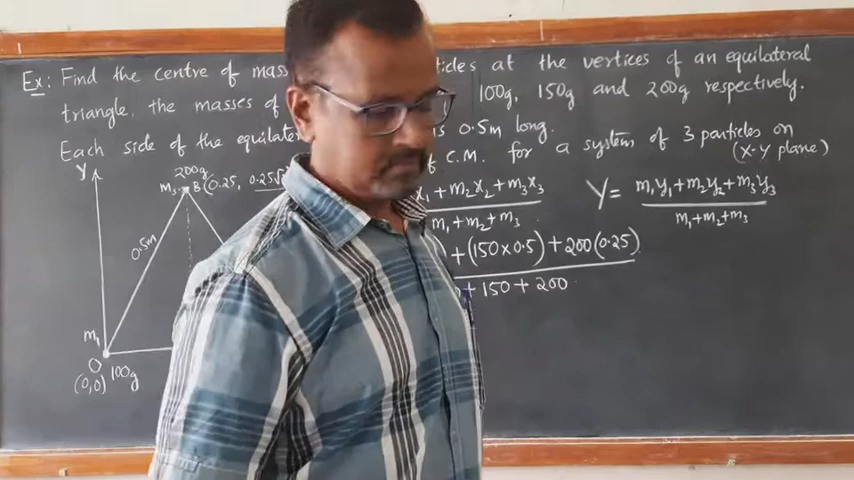 Ex: Find the Centre of mas ticles at the vertices of an equilateral
triangle, the masses of 100g, 150g, and 200g respectively.
Each side of the equilat is 0.5m long.
of C.M. for a system of 3 particles on
(x-y plane)
Y 200g
m₃ B (0.25, 0.25√
x₁ + m₂x₂ + m₃x₃
m₁ + m₂ + m₃
Y = m₁y₁ + m₂y₂ + m₃y₃
m₁ + m₂ + m₃
0.5m
+ (150 x 0.5) + 200 (0.25)
+ 150 + 200
m₁
O 100g
(0,0)